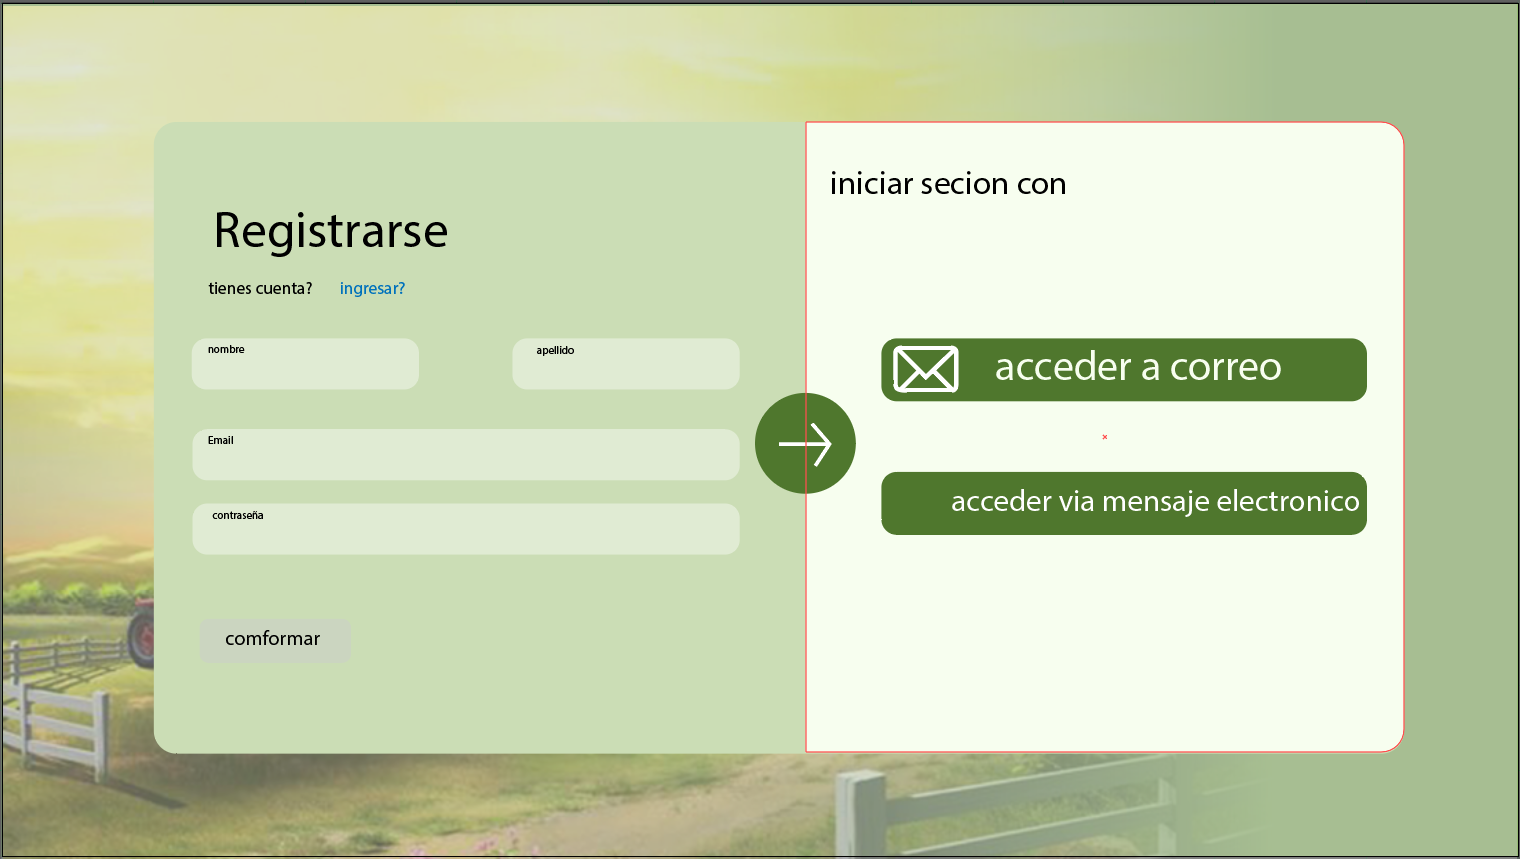 Registrarse
tienes cuenta? ingresar?
nombre
apellido
Email
contraseña
comformar
iniciar secion con
acceder a correo
acceder via mensaje electronico